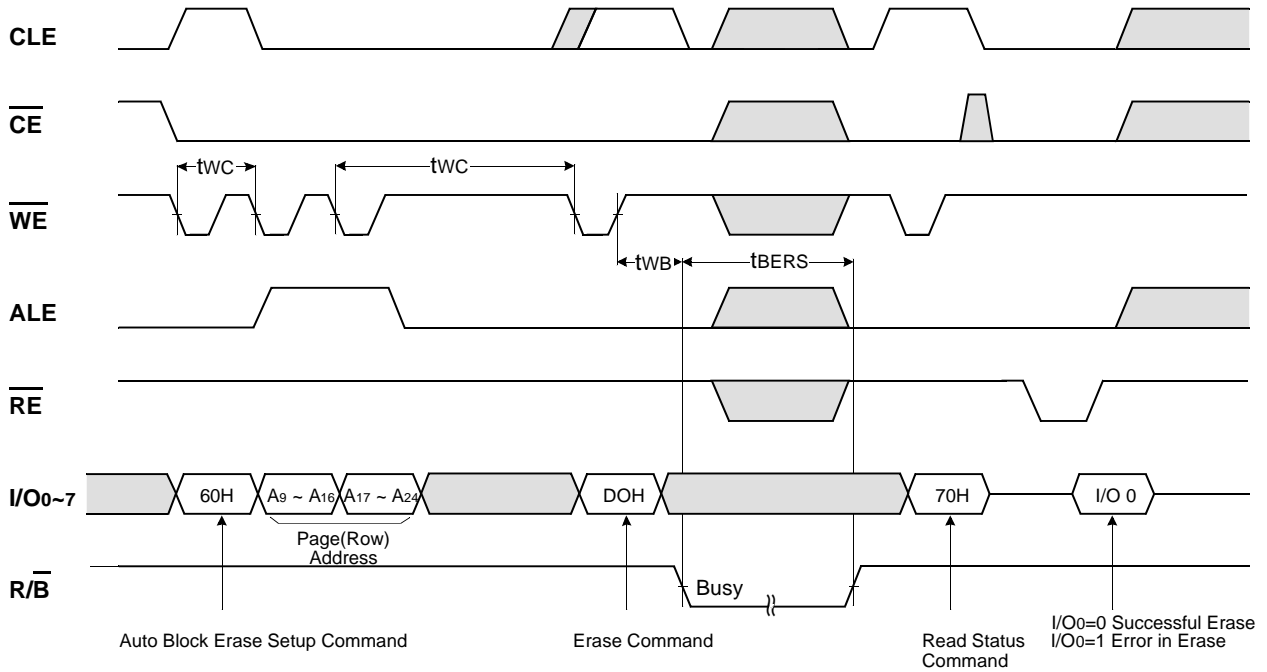 CLE
CE
tWC
tWC
WE
tWB
tBERS
ALE
RE
I/O0~7
60H
A9 ~ A16
A17 ~ A24
DOH
70H
I/O 0
Page(Row)
Address
R/B
Busy
Auto Block Erase Setup Command
Erase Command
Read Status
Command
I/O0=0 Successful Erase
I/O0=1 Error in Erase